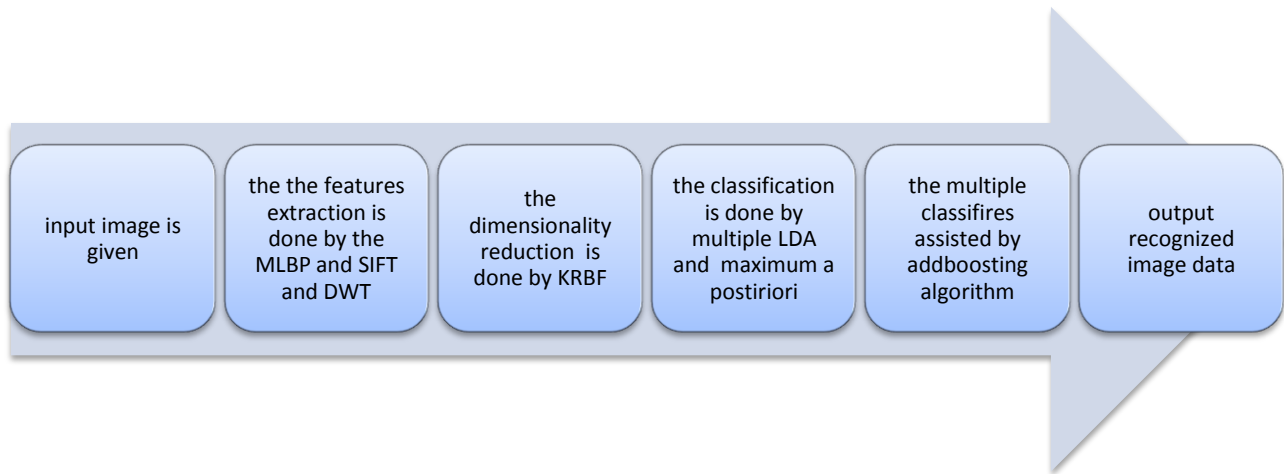 input image is
given
the the features
extraction is
done by the
MLBP and SIFT
and DWT
the
dimensionality
reduction is
done by KRBF
the classification
is done by
multiple LDA
and maximum a
postiriori
the multiple
classifires
assisted by
addboosting
algorithm
output
recognized
image data